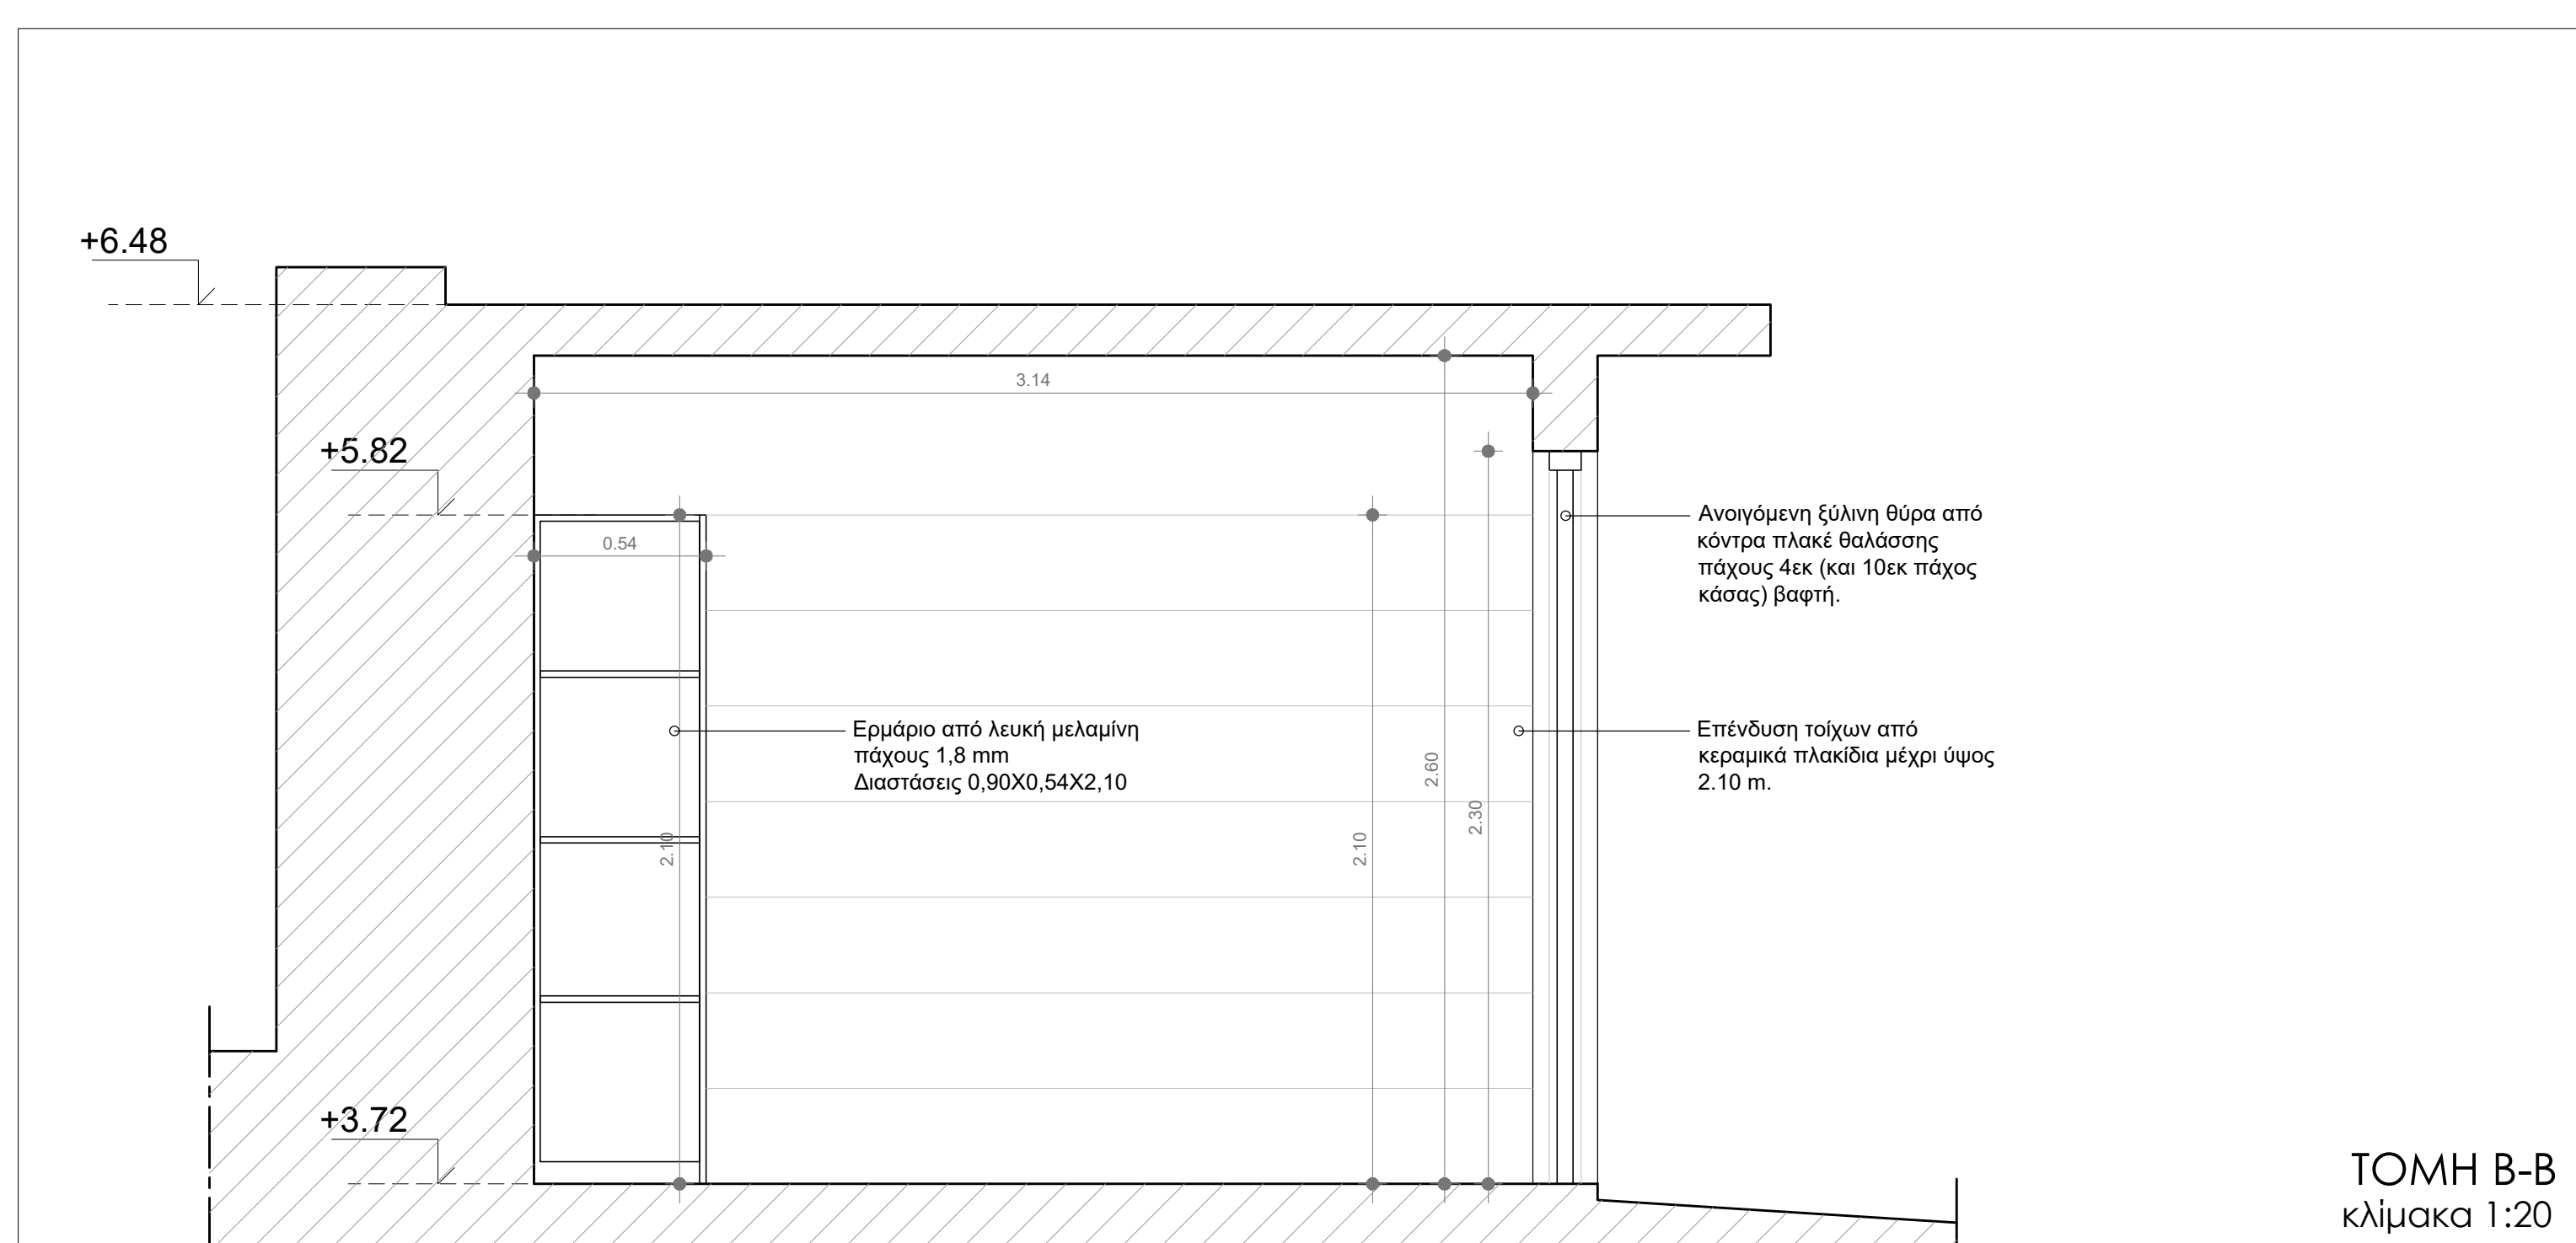 +6.48
3.14
+5.82
0.54
Ανοιγόμενη ξύλινη θύρα από
κόντρα πλακέ θαλάσσης
πάχους 4εκ (και 10εκ πάχος
κάσας) βαφτή.
Ερμάριο από λευκή μελαμίνη
πάχους 1,8 mm
Διαστάσεις 0,90Χ0,54Χ2,10
Επένδυση τοίχων από
κεραμικά πλακίδια μέχρι ύψος
2.10 m.
2.10
2.10
2.60
2.30
+3.72
ΤΟΜΗ Β-Β
κλίμακα 1:20